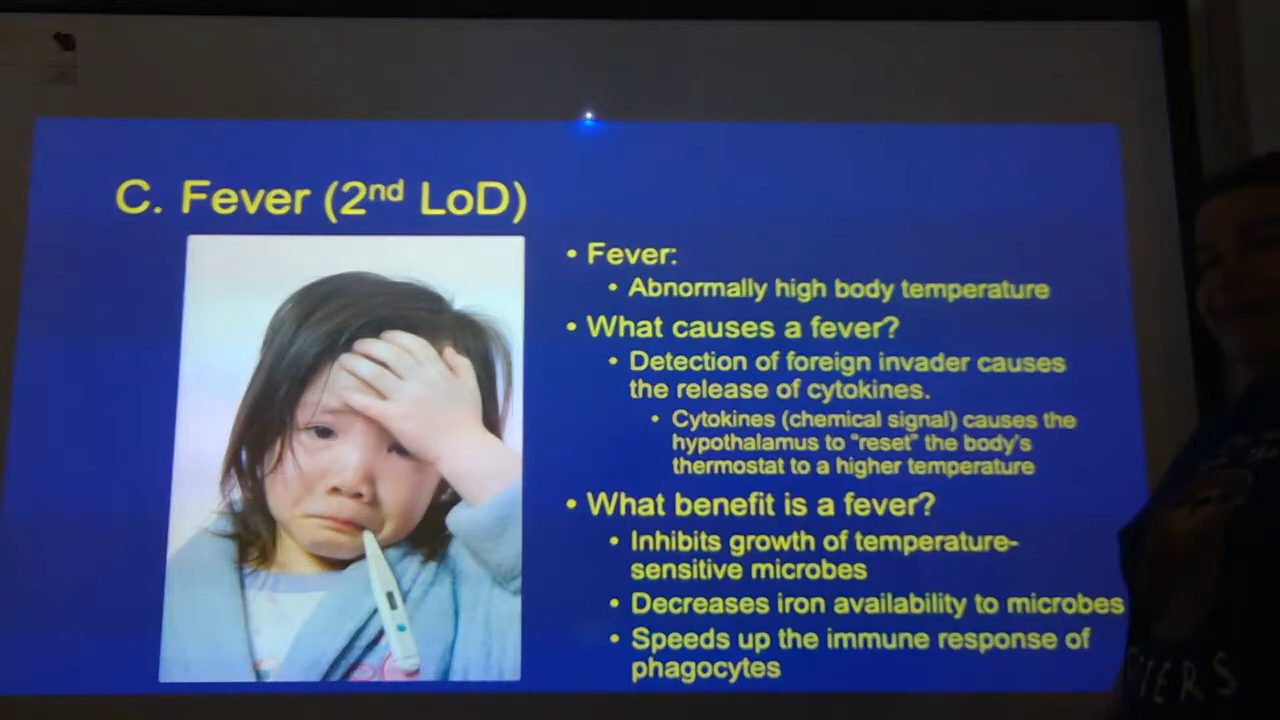 C. Fever (2nd LoD)
• Fever:
• Abnormally high body temperature
• What causes a fever?
• Detection of foreign invader causes
the release of cytokines.
• Cytokines (chemical signal) causes the
hypothalamus to "reset" the body's
thermostat to a higher temperature
• What benefit is a fever?
• Inhibits growth of temperature-
sensitive microbes
• Decreases iron availability to microbes
• Speeds up the immune response of
phagocytes